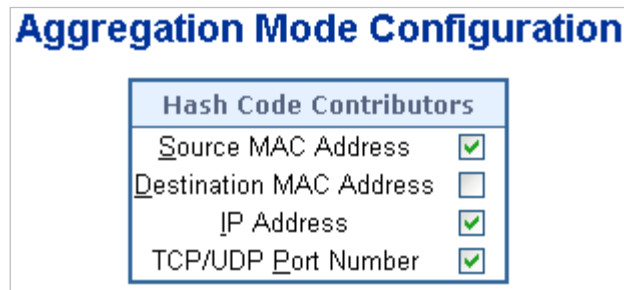 Aggregation Mode Configuration
Hash Code Contributors
Source MAC Address
Destination MAC Address
IP Address
TCP/UDP Port Number